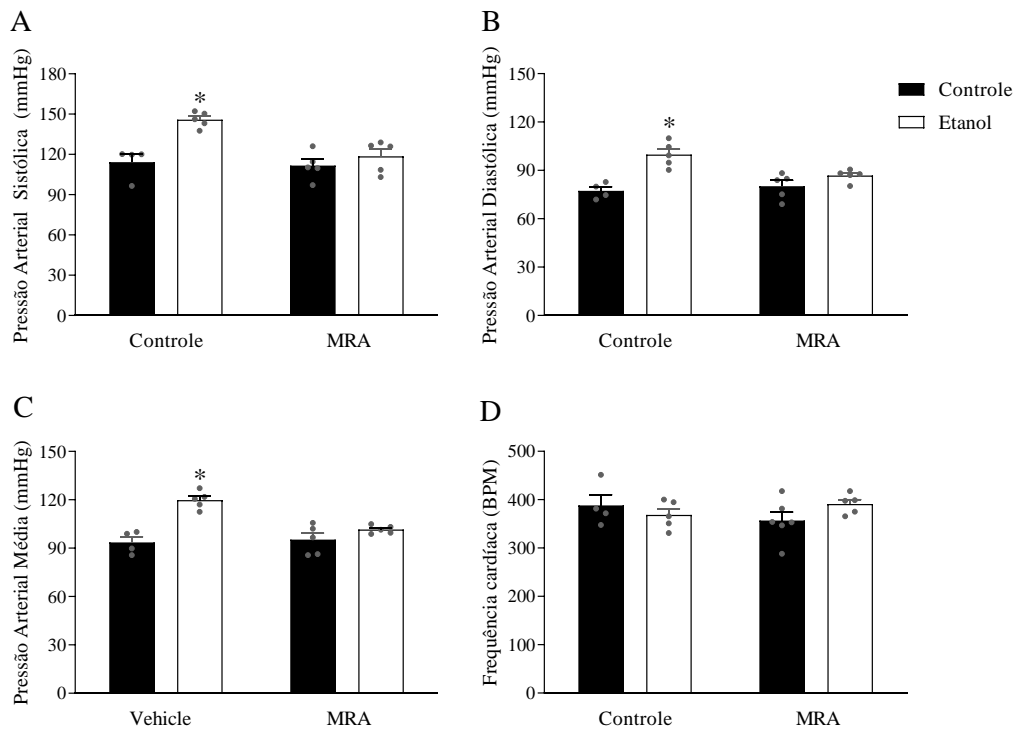 A
Pressão Arterial Sistólica (mmHg)
180
150
120
90
60
30
0
*
Controle
MRA
B
Pressão Arterial Diastólica (mmHg)
150
120
90
60
30
0
*
Controle
MRA
Controle
Etanol
C
Pressão Arterial Média (mmHg)
150
120
90
60
30
0
*
Vehicle
MRA
D
Frequência cardíaca (BPM)
500
400
300
200
100
0
Controle
MRA